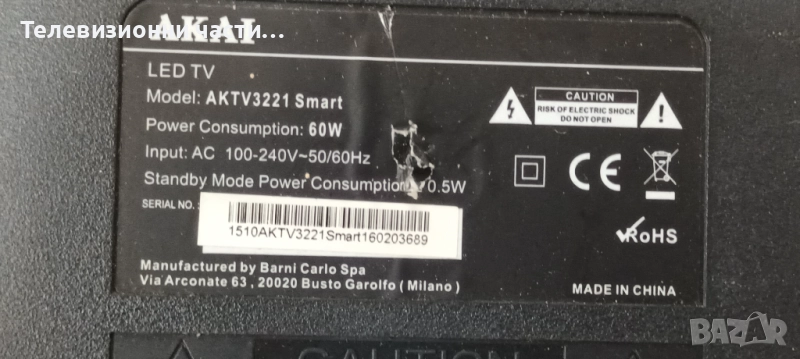 Телевизионни части...
AKAI
LED TV
Model: AKTV3221 Smart
Power Consumption: 60W
Input: AC 100-240V~50/60Hz
Standby Mode Power Consumption 0.5W
SERIAL NO.:
1510AKTV3221Smart160203689
Manufactured by Barni Carlo Spa
Via Arconate 63 , 20020 Busto Garolfo ( Milano )
CAUTION
RISK OF ELECTRIC SHOCK
DO NOT OPEN
CE
RoHS
MADE IN CHINA
CAUTION
BAZAR